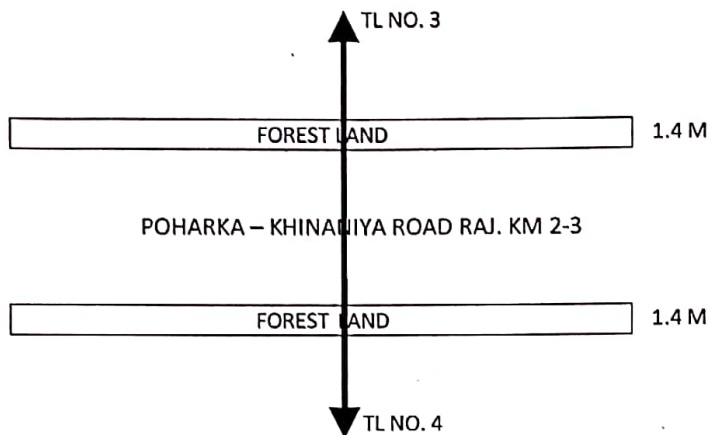 TL NO. 3
FOREST LAND
1.4 M
POHARKA – KHINANIYA ROAD RAJ. KM 2-3
FOREST LAND
1.4 M
TL NO. 4